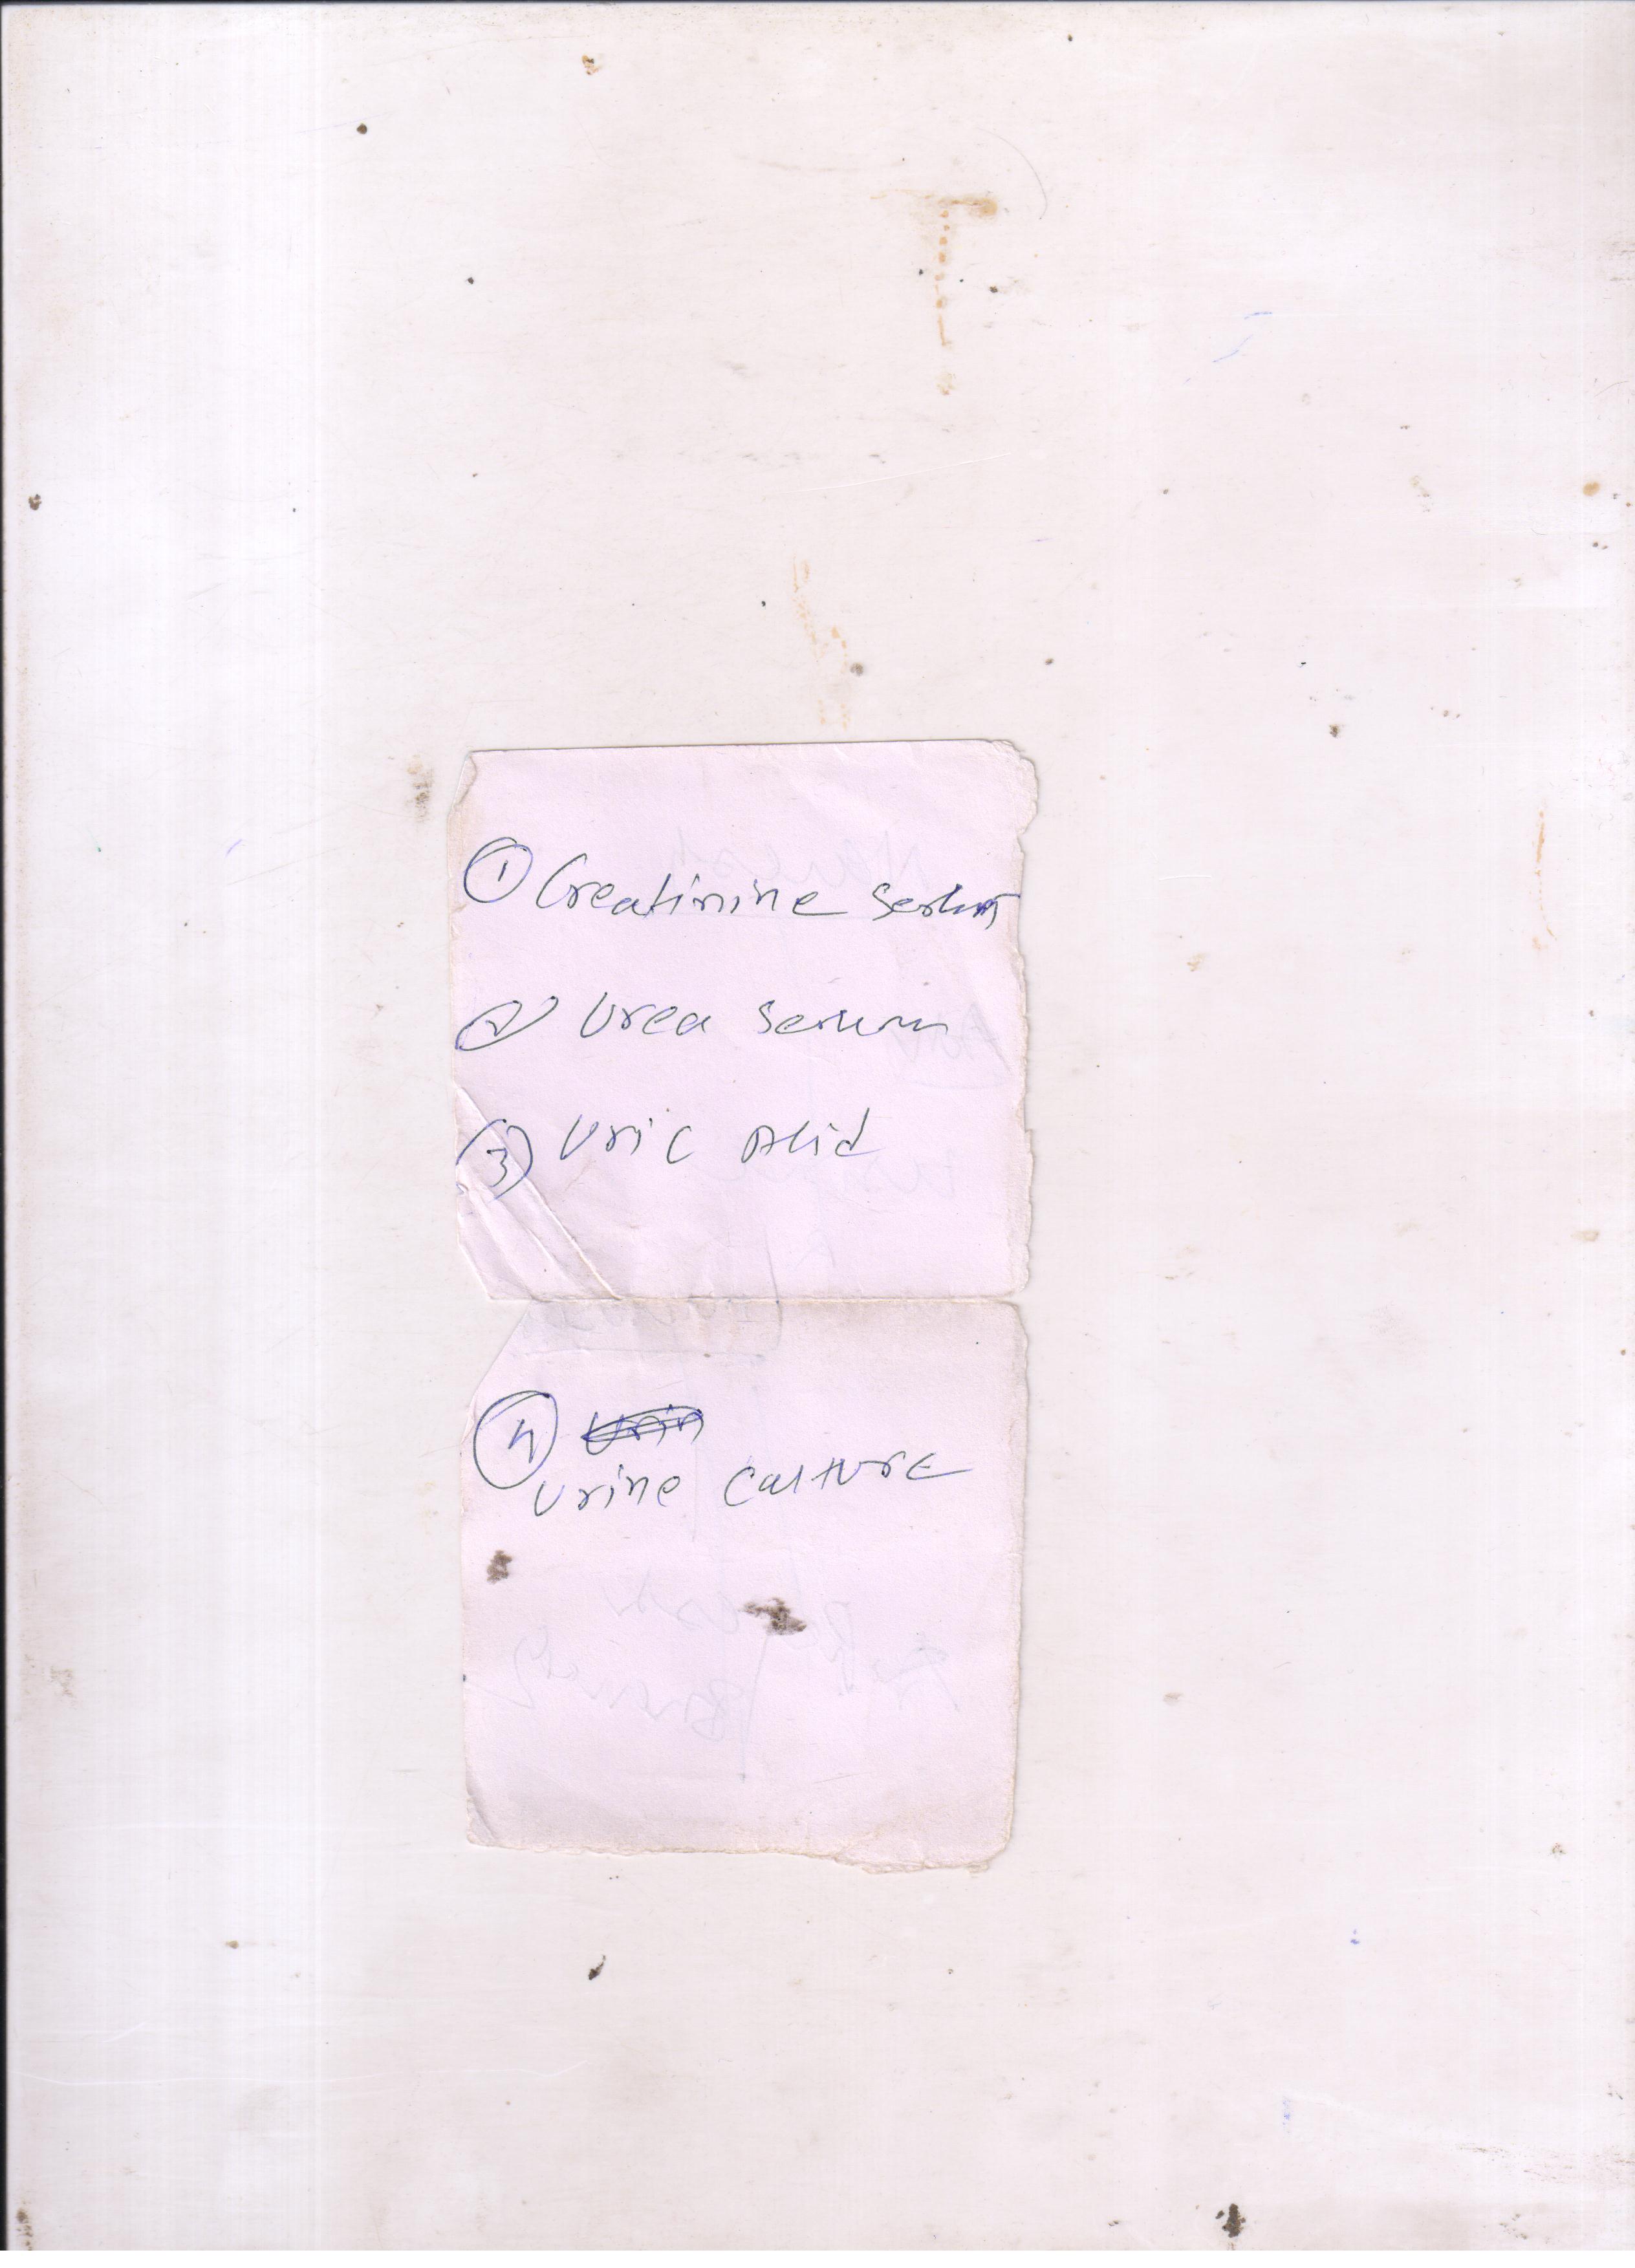 ① Creatinine Serum
② Urea Serum
③ Uric Acid
④ Urin
Urine Culture